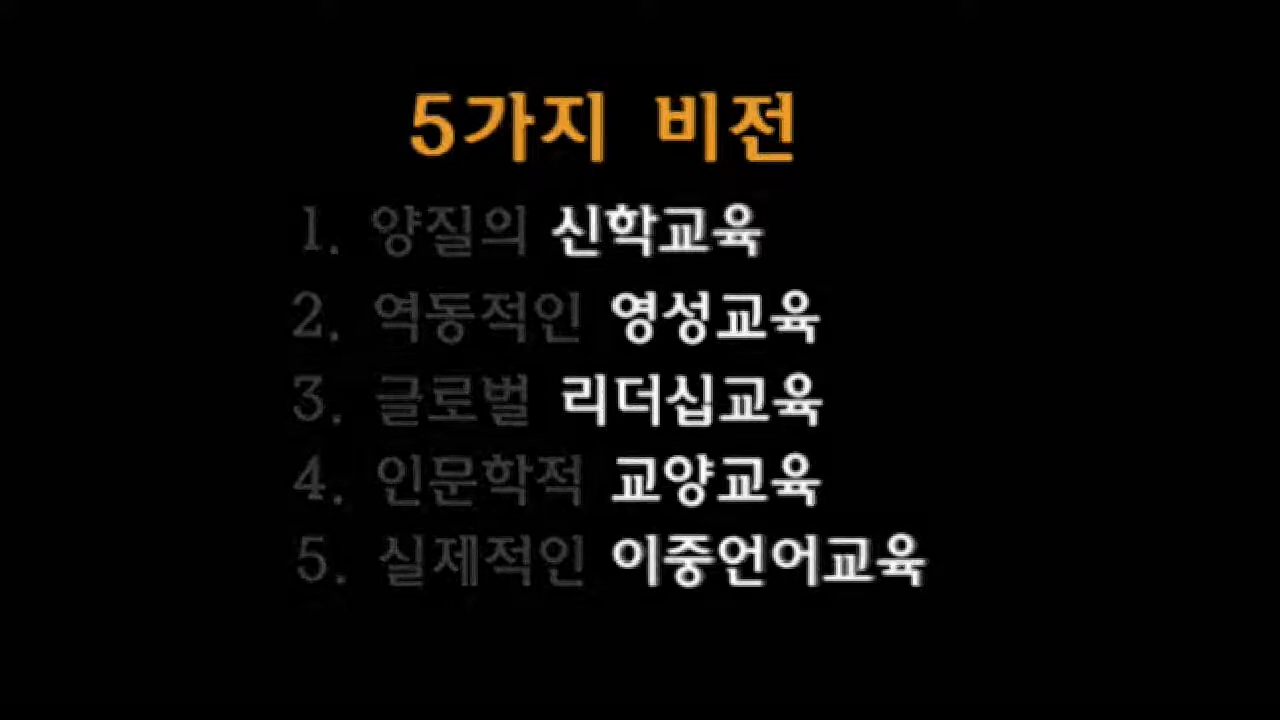 5가지 비전
1. 양질의 신학교육
2. 역동적인 영성교육
3. 글로벌 리더십교육
4. 인문학적 교양교육
5. 실제적인 이중언어교육